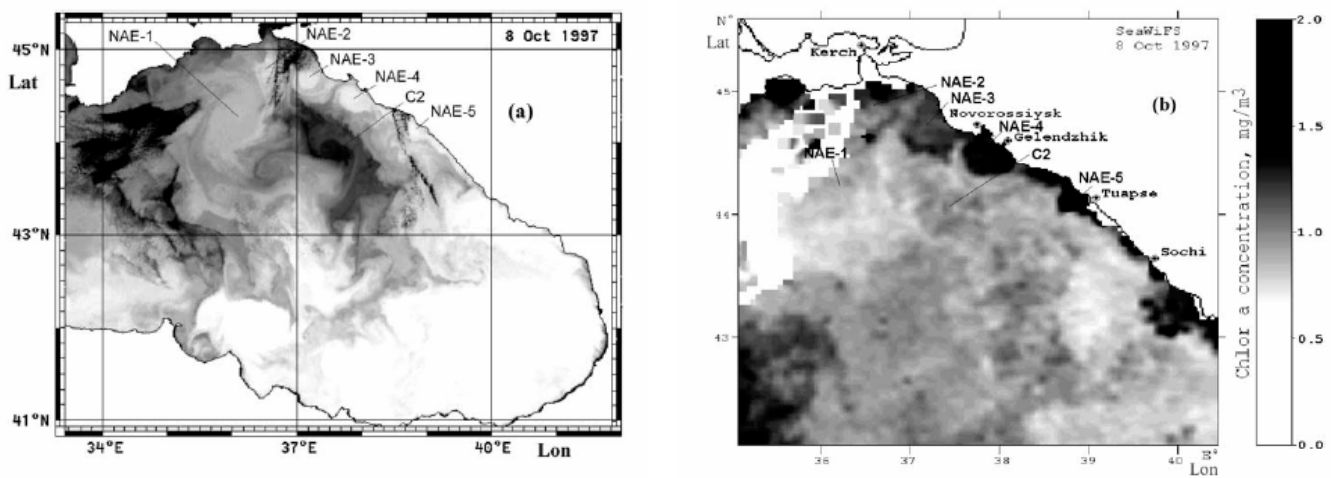 8 Oct 1997
45°N
Lat
43°N
41°N
34°E
37°E
40°E
Lon
NAE-1
NAE-2
NAE-3
NAE-4
C2
NAE-5
(a)
N°
Lat
SeaWiFS
8 Oct 1997
Kerch
45
44
43
36
37
38
39
40
E°
Lon
NAE-2
NAE-3
Novorossiysk
NAE-4
Gelendzhik
C2
NAE-1
NAE-5
Tuapse
Sochi
(b)
Chlor a concentration, mg/m³
2.0
1.5
1.0
0.5
0.0